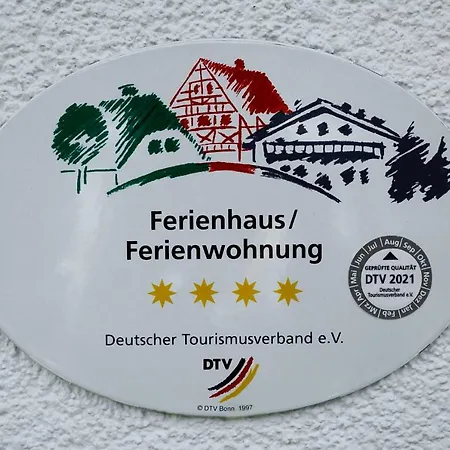 Ferienhaus/
Ferienwohnung
Jan Feb Mrz Apr Mai Jun Jul Aug Sep Okt Nov Dez
GEPRÜFTE QUALITÄT
DTV 2021
Deutscher
Tourismusverband e.V.
Deutscher Tourismusverband e.V.
DTV
© DTV Bonn 1997